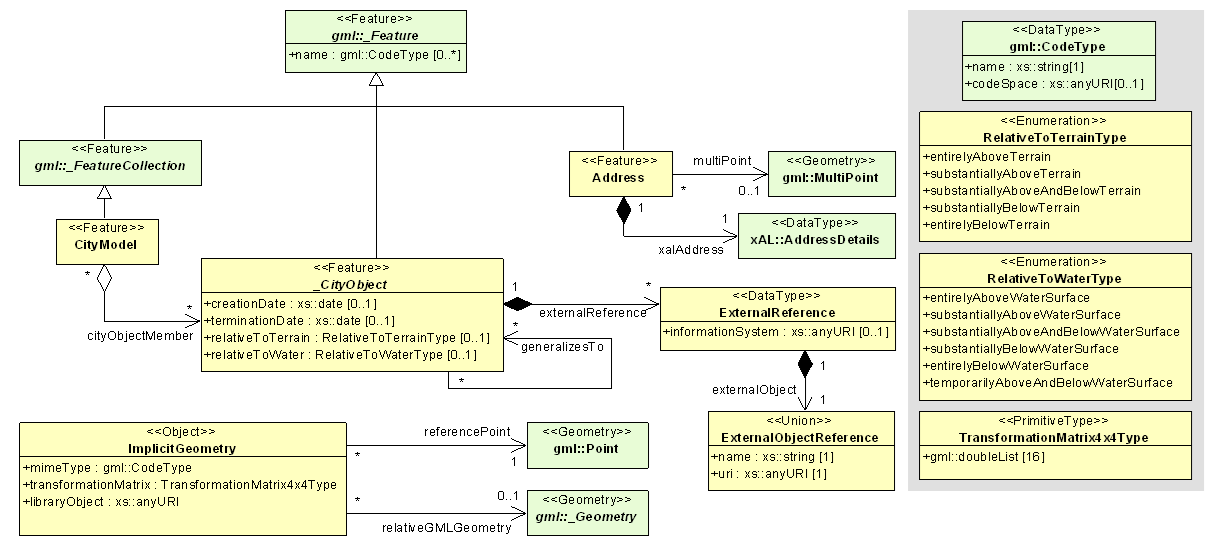 <<Feature>>
gml::_Feature
+name : gml::CodeType [0..*]
<<DataType>>
gml::CodeType
+name : xs::string[1]
+codeSpace : xs::anyURI[0..1]
<<Enumeration>>
RelativeToTerrainType
+entirelyAboveTerrain
+substantiallyAboveTerrain
+substantiallyAboveAndBelowTerrain
+substantiallyBelowTerrain
+entirelyBelowTerrain
<<Feature>>
gml::_FeatureCollection
<<Feature>>
Address
multiPoint
*
0..1
<<Geometry>>
gml::MultiPoint
1
1
xalAddress
<<DataType>>
xAL::AddressDetails
<<Feature>>
CityModel
*
*
cityObjectMember
<<Feature>>
_CityObject
+creationDate : xs::date [0..1]
+terminationDate : xs::date [0..1]
+relativeToTerrain : RelativeToTerrainType [0..1]
+relativeToWater : RelativeToWaterType [0..1]
1
*
externalReference
*
generalizesTo
*
<<DataType>>
ExternalReference
+informationSystem : xs::anyURI [0..1]
1
externalObject
1
<<Union>>
ExternalObjectReference
+name : xs::string [1]
+uri : xs::anyURI [1]
<<Enumeration>>
RelativeToWaterType
+entirelyAboveWaterSurface
+substantiallyAboveWaterSurface
+substantiallyAboveAndBelowWaterSurface
+substantiallyBelowWaterSurface
+entirelyBelowWaterSurface
+temporarilyAboveAndBelowWaterSurface
<<PrimitiveType>>
TransformationMatrix4x4Type
+gml::doubleList [16]
<<Object>>
ImplicitGeometry
+mimeType : gml::CodeType
+transformationMatrix : TransformationMatrix4x4Type
+libraryObject : xs::anyURI
referencePoint
*
1
<<Geometry>>
gml::Point
*
0..1
relativeGMLGeometry
<<Geometry>>
gml::_Geometry